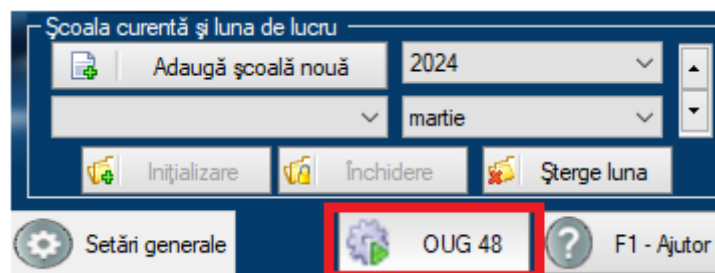 Şcoala curentă şi luna de lucru
Adaugă şcoală nouă
2024
martie
Iniţializare
Închidere
Şterge luna
Setări generale
OUG 48
F1 - Ajutor